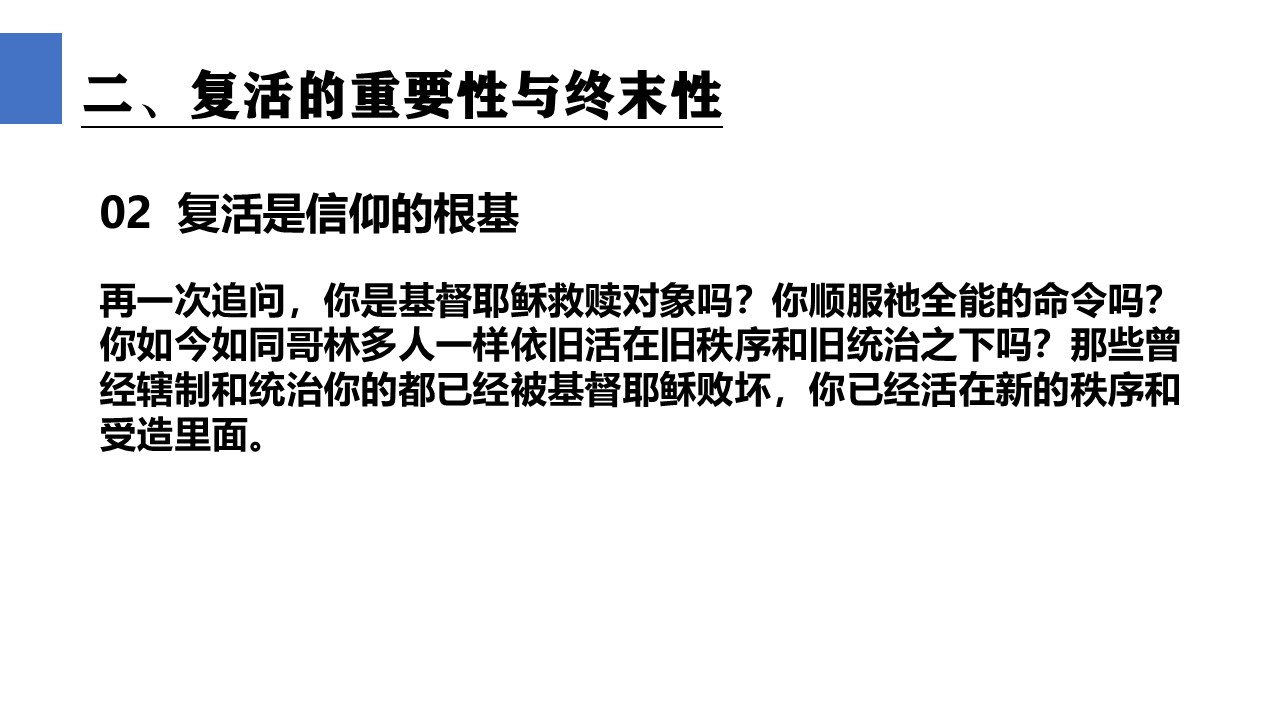 二、复活的重要性与终末性
02 复活是信仰的根基
再一次追问，你是基督耶稣救赎对象吗？你顺服祂全能的命令吗？
你如今如同哥林多人一样依旧活在旧秩序和旧统治之下吗？那些曾
经辖制和统治你的都已经被基督耶稣败坏，你已经活在新的秩序和
受造里面。